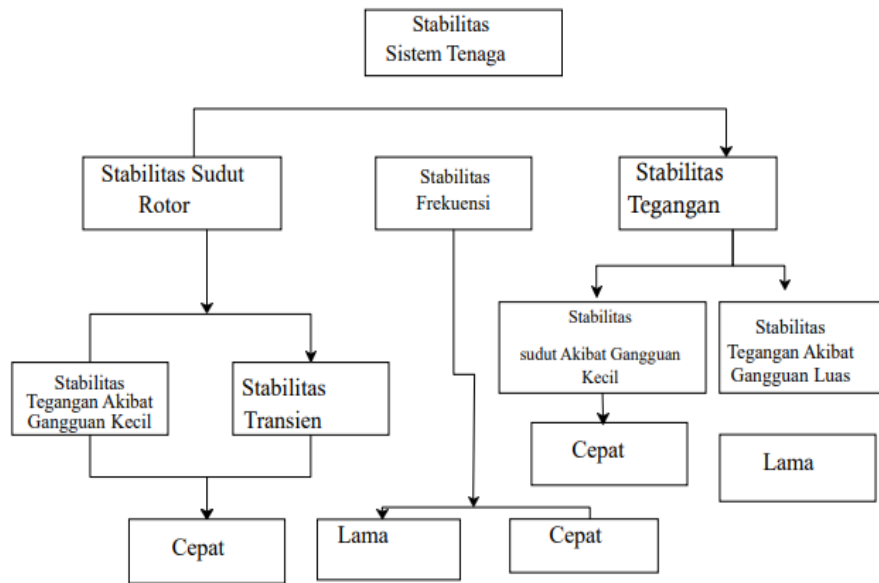 Stabilitas
Sistem Tenaga
Stabilitas Sudut
Rotor
Stabilitas
Frekuensi
Stabilitas
Tegangan
Stabilitas
Tegangan Akibat
Gangguan Kecil
Stabilitas
Transien
Stabilitas
sudut Akibat Gangguan
Kecil
Stabilitas
Tegangan Akibat
Gangguan Luas
Cepat
Lama
Cepat
Cepat
Lama